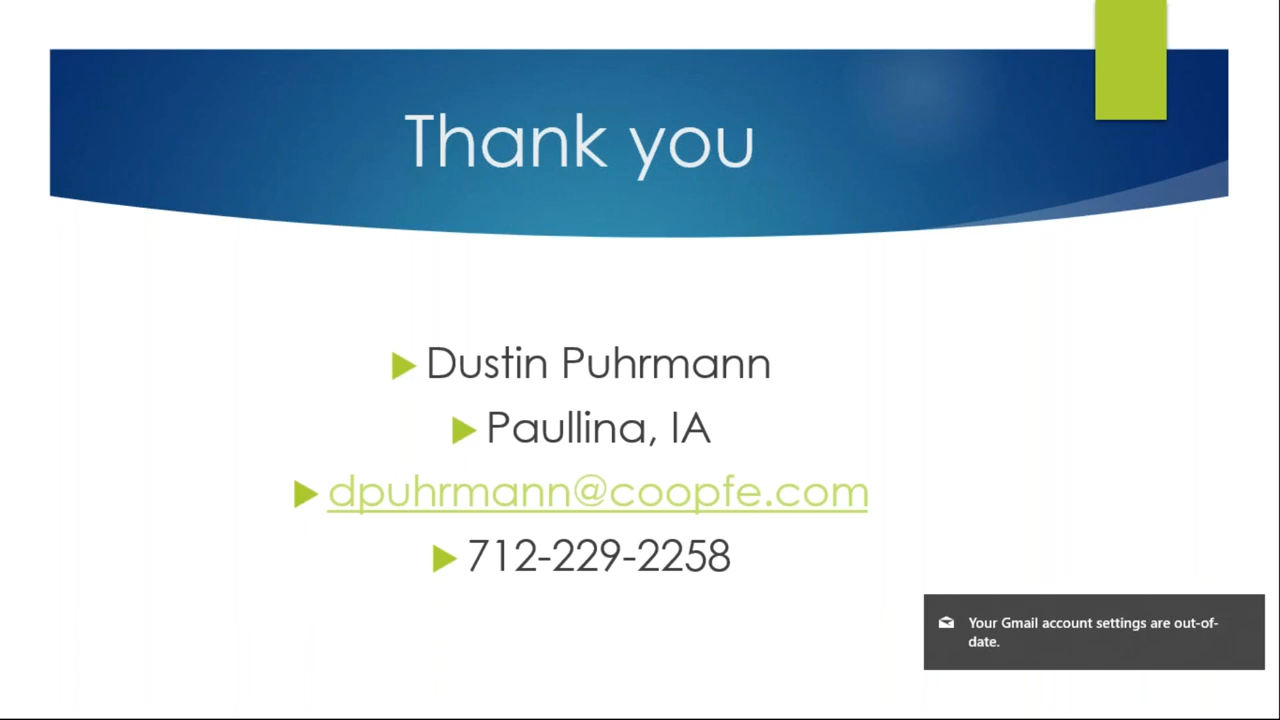 Thank you
Dustin Puhrmann
Paullina, IA
dpuhrmann@coopfe.com
712-229-2258
Your Gmail account settings are out-of-
date.